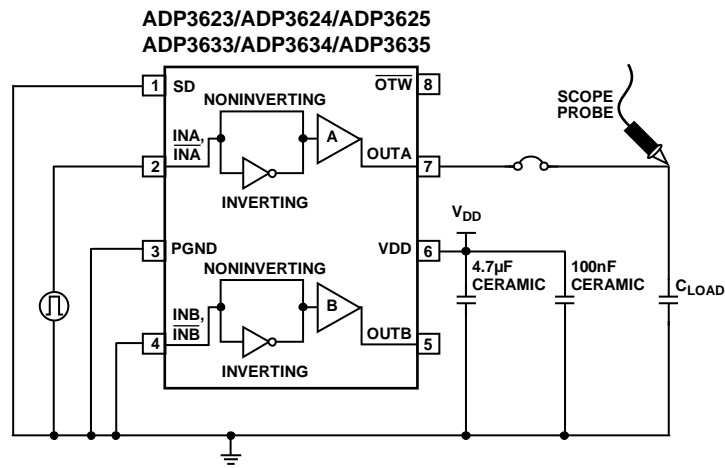 ADP3623/ADP3624/ADP3625
ADP3633/ADP3634/ADP3635
1
SD
OTW
8
NONINVERTING
SCOPE
PROBE
INA,
INA
A
2
OUTA
7
INVERTING
VDD
3
PGND
VDD
6
NONINVERTING
4.7µF
CERAMIC
100nF
CERAMIC
CLOAD
INB,
INB
B
4
OUTB
5
INVERTING